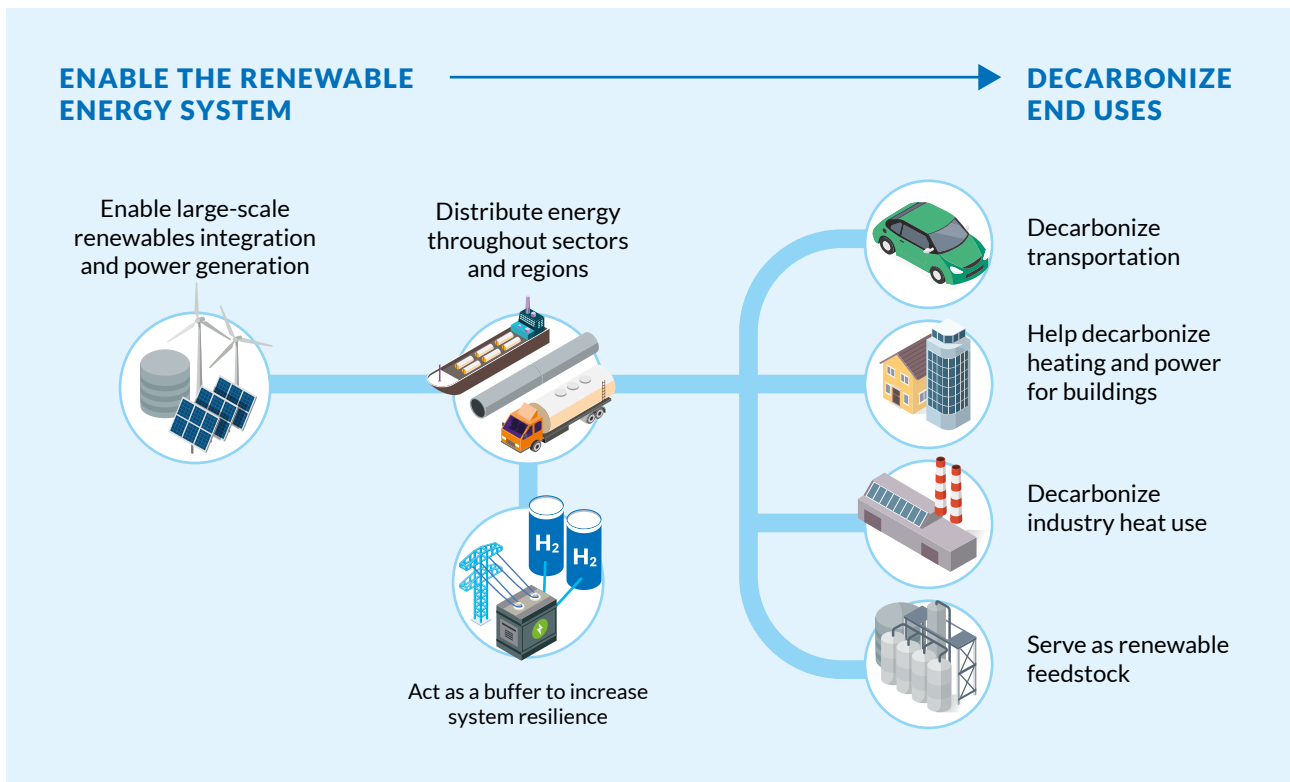 ENABLE THE RENEWABLE
ENERGY SYSTEM
DECARBONIZE
END USES
Enable large-scale
renewables integration
and power generation
Distribute energy
throughout sectors
and regions
H2
H2
Act as a buffer to increase
system resilience
Decarbonize
transportation
Help decarbonize
heating and power
for buildings
Decarbonize
industry heat use
Serve as renewable
feedstock